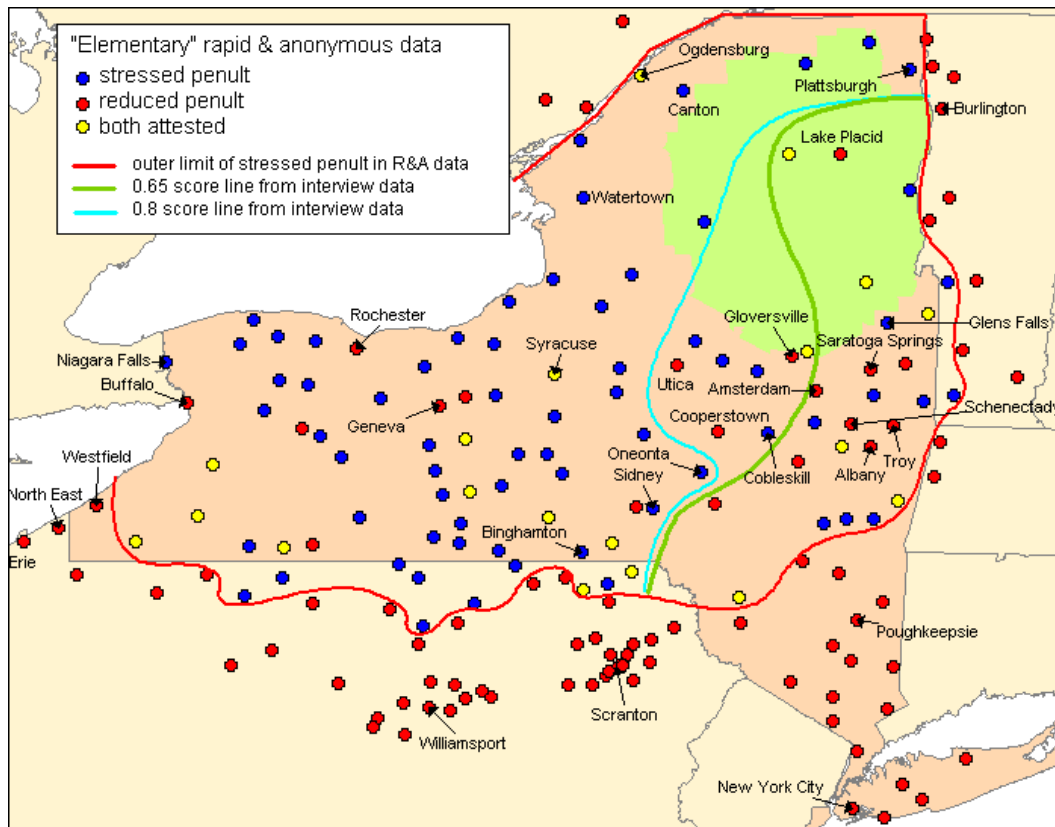 "Elementary" rapid & anonymous data
stressed penult
reduced penult
both attested
outer limit of stressed penult in R&A data
0.65 score line from interview data
0.8 score line from interview data
Ogdensburg
Plattsburgh
Canton
Burlington
Lake Placid
Watertown
Rochester
Gloversville
Glens Falls
Saratoga Springs
Niagara Falls
Syracuse
Buffalo
Utica
Amsterdam
Schenectady
Geneva
Cooperstown
Westfield
Oneonta
Albany
Troy
Sidney
Cobleskill
North East
Binghamton
Erie
Poughkeepsie
Scranton
Williamsport
New York City